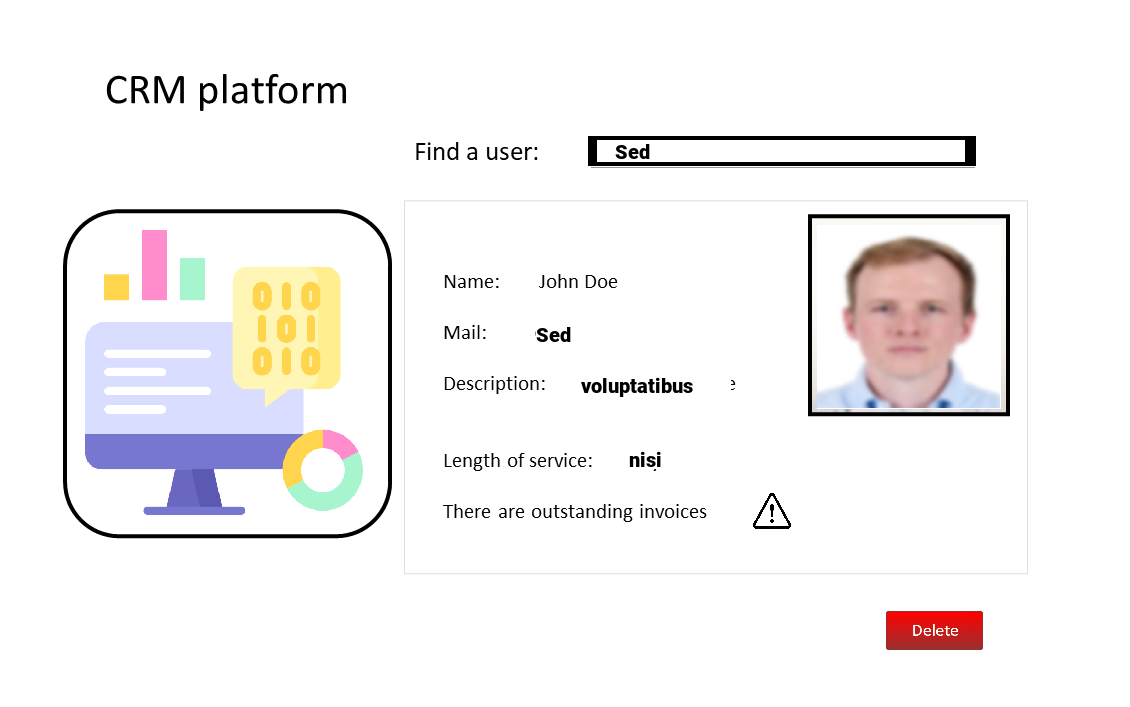 CRM platform
Find a user: Sed
010
101
010
Name: John Doe
Mail: Sed
Description: voluptatibus e
Length of service: nisi
There are outstanding invoices
Delete